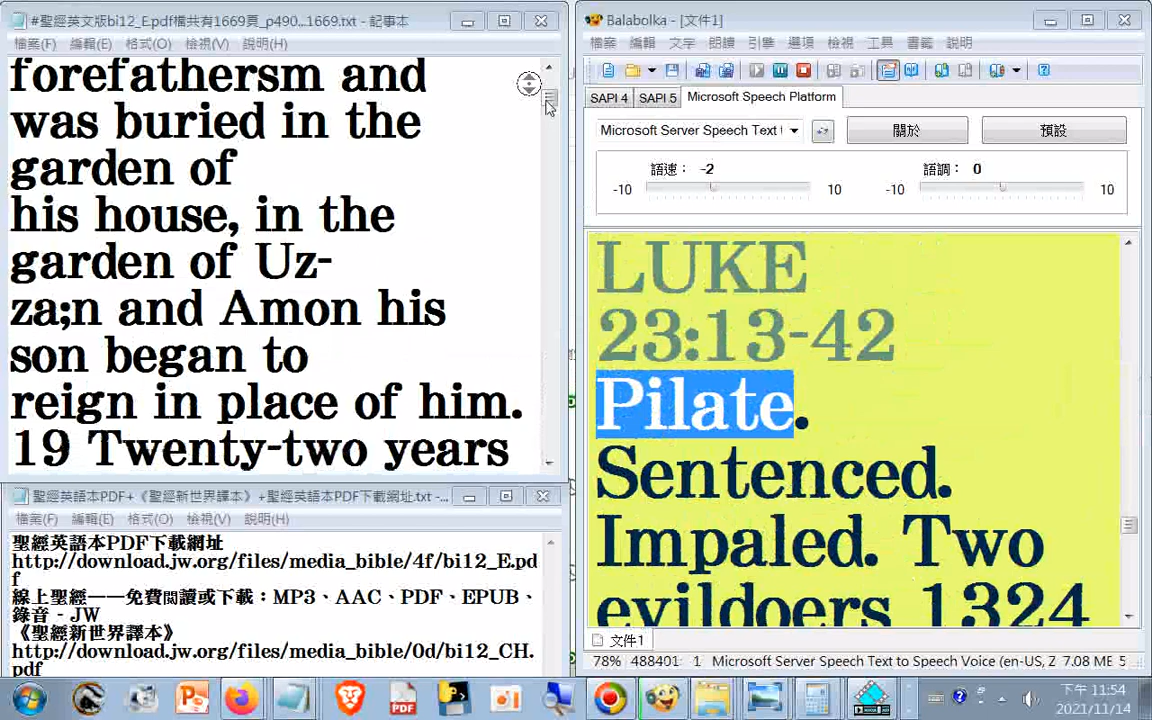 #聖經英文版bi12_E.pdf檔共有1669頁_p490,..1669.txt - 記事本
檔案(F) 編輯(E) 格式(O) 檢視(V) 說明(H)
forefathersm and
was buried in the
garden of
his house, in the
garden of Uz-
za;n and Amon his
son began to
reign in place of him.
19 Twenty-two years
聖經英語本PDF+《聖經新世界譯本》+聖經英語本PDF下載網址.txt - ...
檔案(F) 編輯(E) 格式(O) 檢視(V) 說明(H)
聖經英語本PDF下載網址
http://download.jw.org/files/media_bible/4f/bi12_E.pd
f
線上聖經——免費閱讀或下載：MP3、AAC、PDF、EPUB、
錄音 - JW
《聖經新世界譯本》
http://download.jw.org/files/media_bible/0d/bi12_CH.
pdf
Balabolka - [文件1]
檔案 編輯 文字 朗讀 引擎 選項 檢視 工具 書籤 說明
SAPI 4 SAPI 5 Microsoft Speech Platform
Microsoft Server Speech Text t 關於 預設
語速： -2 語調： 0
-10 10 -10 10
LUKE
23:13-42
Pilate.
Sentenced.
Impaled. Two
evildoers 1324
文件1
78% 488401: 1 Microsoft Server Speech Text to Speech Voice (en-US, Z 7.08 ME 5
PDF
下午 11:54
2021/11/14